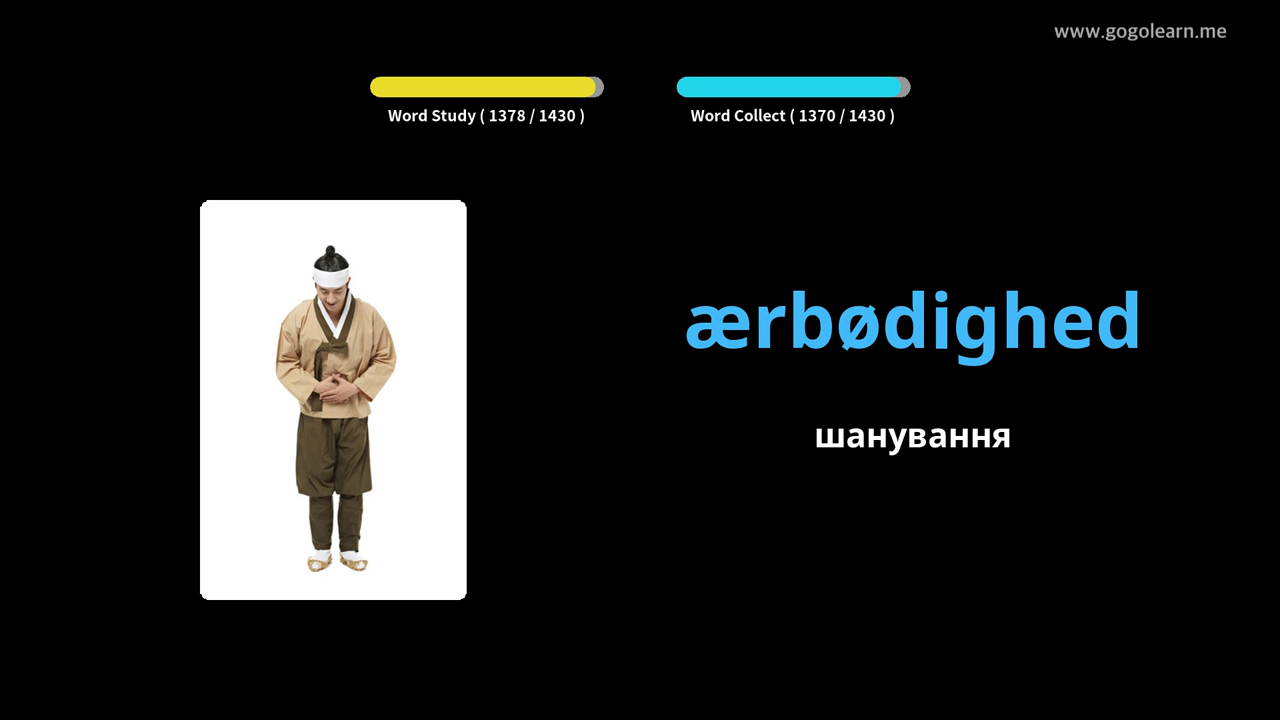 www.gogolearn.me
Word Study ( 1378 / 1430 )
Word Collect ( 1370 / 1430 )
ærbødighed
шанування